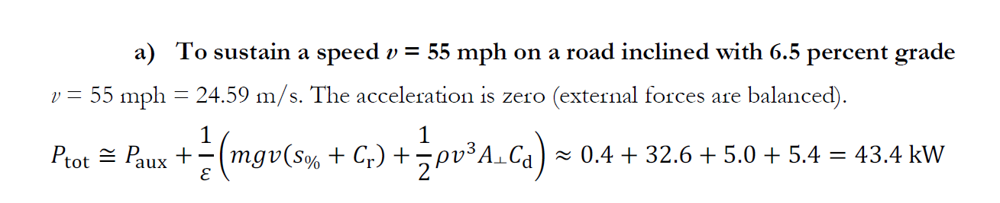 a) To sustain a speed v = 55 mph on a road inclined with 6.5 percent grade
v = 55 mph = 24.59 m/s. The acceleration is zero (external forces are balanced).
P_tot ≅ P_aux + 1/ε (mgv(s_% + C_r) + 1/2 ρv³A_⊥C_d) ≈ 0.4 + 32.6 + 5.0 + 5.4 = 43.4 kW